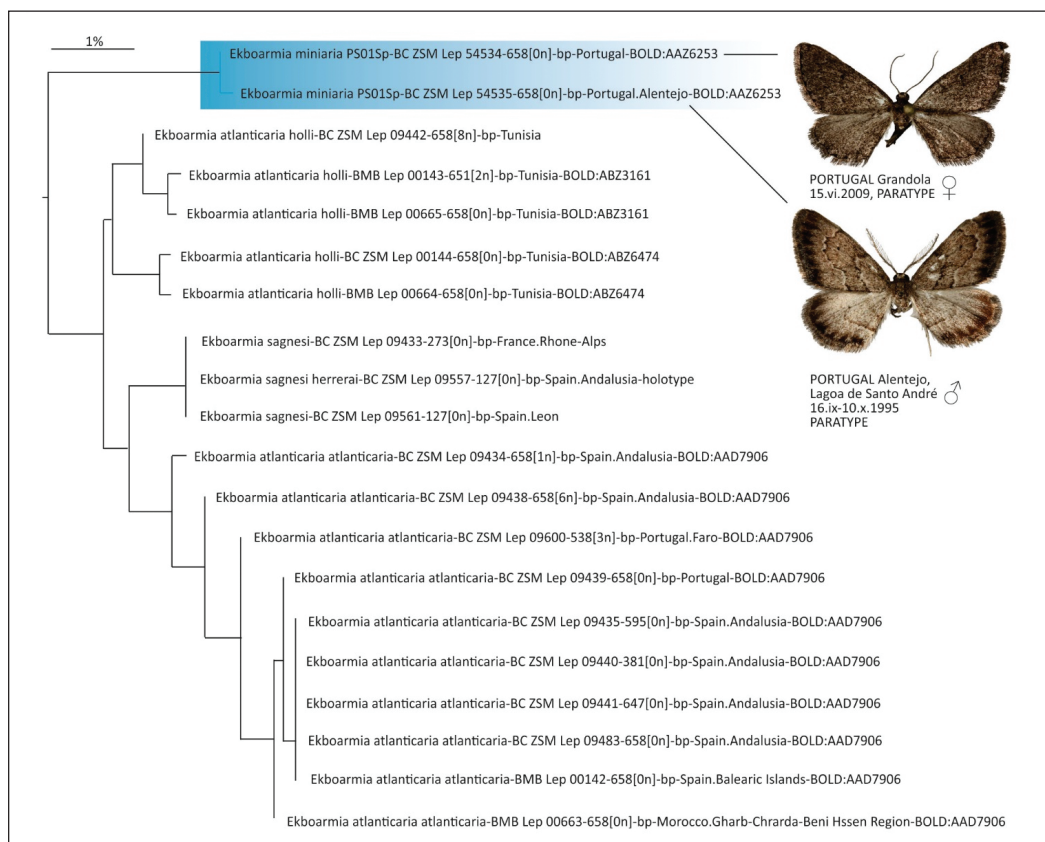 1%
Ekboarmia miniaria PS01Sp-BC ZSM Lep 54534-658[0n]-bp-Portugal-BOLD:AAZ6253
Ekboarmia miniaria PS01Sp-BC ZSM Lep 54535-658[0n]-bp-Portugal.Alentejo-BOLD:AAZ6253
Ekboarmia atlanticaria holli-BC ZSM Lep 09442-658[8n]-bp-Tunisia
Ekboarmia atlanticaria holli-BMB Lep 00143-651[2n]-bp-Tunisia-BOLD:ABZ3161
Ekboarmia atlanticaria holli-BMB Lep 00665-658[0n]-bp-Tunisia-BOLD:ABZ3161
Ekboarmia atlanticaria holli-BC ZSM Lep 00144-658[0n]-bp-Tunisia-BOLD:ABZ6474
Ekboarmia atlanticaria holli-BMB Lep 00664-658[0n]-bp-Tunisia-BOLD:ABZ6474
Ekboarmia sagnesi-BC ZSM Lep 09433-273[0n]-bp-France.Rhone-Alps
Ekboarmia sagnesi herrerai-BC ZSM Lep 09557-127[0n]-bp-Spain.Andalusia-holotype
Ekboarmia sagnesi-BC ZSM Lep 09561-127[0n]-bp-Spain.Leon
Ekboarmia atlanticaria atlanticaria-BC ZSM Lep 09434-658[1n]-bp-Spain.Andalusia-BOLD:AAD7906
Ekboarmia atlanticaria atlanticaria-BC ZSM Lep 09438-658[6n]-bp-Spain.Andalusia-BOLD:AAD7906
Ekboarmia atlanticaria atlanticaria-BC ZSM Lep 09600-538[3n]-bp-Portugal.Faro-BOLD:AAD7906
Ekboarmia atlanticaria atlanticaria-BC ZSM Lep 09439-658[0n]-bp-Portugal-BOLD:AAD7906
Ekboarmia atlanticaria atlanticaria-BC ZSM Lep 09435-595[0n]-bp-Spain.Andalusia-BOLD:AAD7906
Ekboarmia atlanticaria atlanticaria-BC ZSM Lep 09440-381[0n]-bp-Spain.Andalusia-BOLD:AAD7906
Ekboarmia atlanticaria atlanticaria-BC ZSM Lep 09441-647[0n]-bp-Spain.Andalusia-BOLD:AAD7906
Ekboarmia atlanticaria atlanticaria-BC ZSM Lep 09483-658[0n]-bp-Spain.Andalusia-BOLD:AAD7906
Ekboarmia atlanticaria atlanticaria-BMB Lep 00142-658[0n]-bp-Spain.Balearic Islands-BOLD:AAD7906
Ekboarmia atlanticaria atlanticaria-BMB Lep 00663-658[0n]-bp-Morocco.Gharb-Chrarda-Beni Hssen Region-BOLD:AAD7906
PORTUGAL Grandola
15.vi.2009, PARATYPE ♀
PORTUGAL Alentejo,
Lagoa de Santo André ♂
16.ix-10.x.1995
PARATYPE